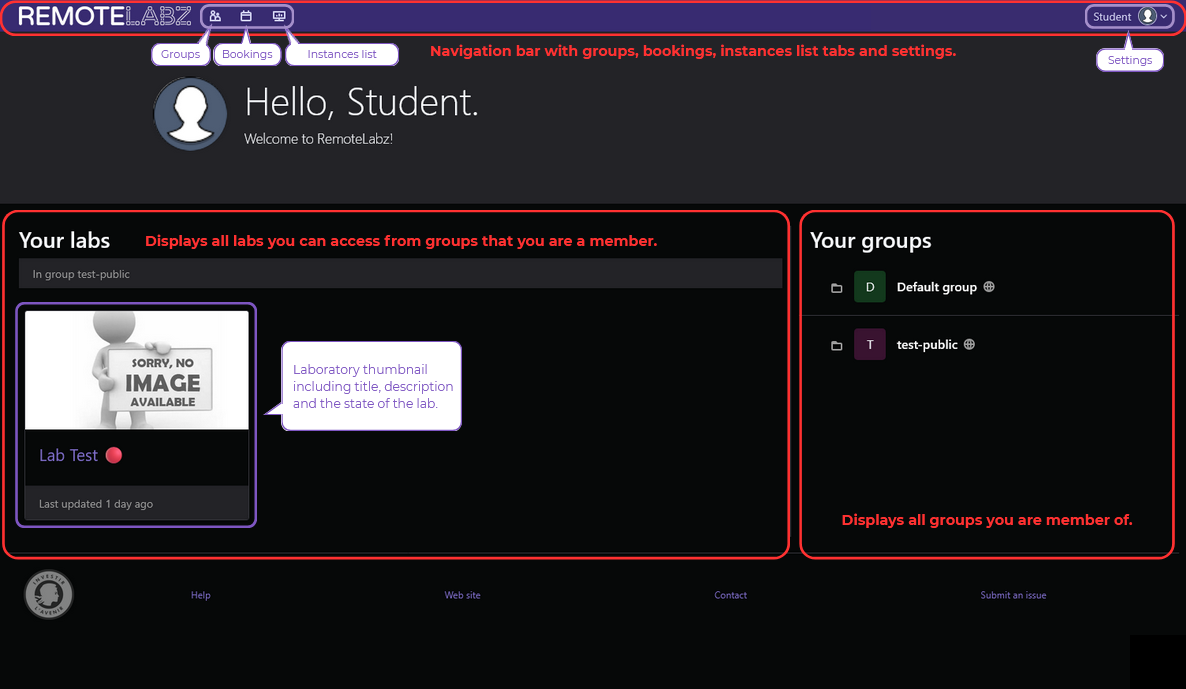 REMOTELABZ
Student
Groups
Bookings
Instances list
Navigation bar with groups, bookings, instances list tabs and settings.
Settings
Hello, Student.
Welcome to RemoteLabz!
Your labs
Displays all labs you can access from groups that you are a member.
In group test-public
SORRY, NO
IMAGE
AVAILABLE
Laboratory thumbnail
including title, description
and the state of the lab.
Lab Test
Last updated 1 day ago
Your groups
D
Default group
T
test-public
Displays all groups you are member of.
INVESTIR
L'AVENIR
Help
Web site
Contact
Submit an issue